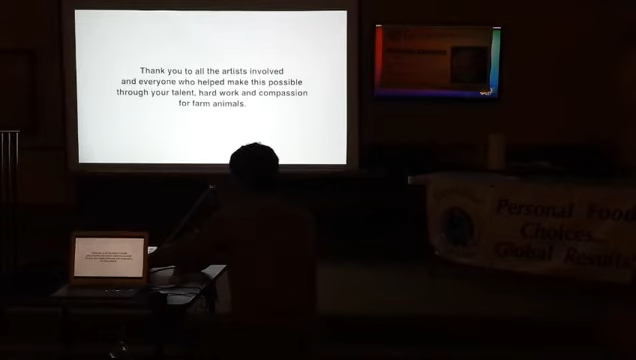 Thank you to all the artists involved
and everyone who helped make this possible
through your talent, hard work and compassion
for farm animals.
Personal Food
Choices
Global Results